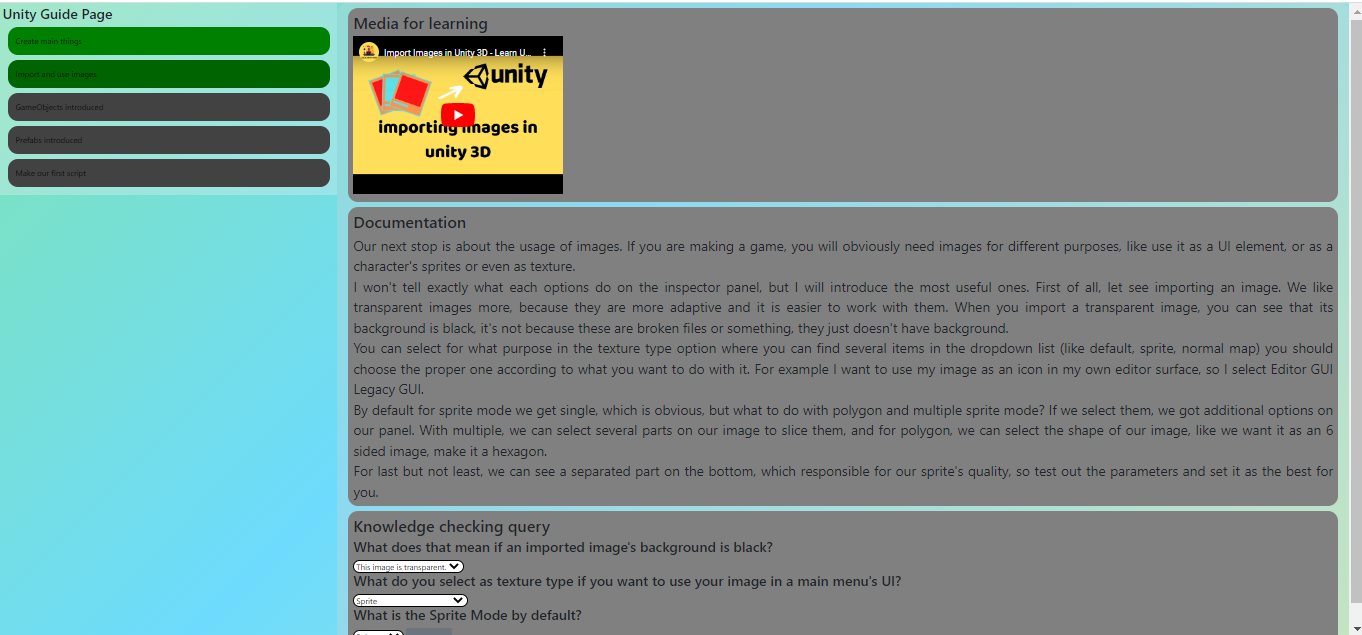 Unity Guide Page
Create main things
Import and use images
GameObjects introduced
Prefabs introduced
Make our first script
Media for learning
Import Images in Unity 3D - Learn U...
unity
importing images in
unity 3D
Documentation
Our next stop is about the usage of images. If you are making a game, you will obviously need images for different purposes, like use it as a UI element, or as a
character's sprites or even as texture.
I won't tell exactly what each options do on the inspector panel, but I will introduce the most useful ones. First of all, let see importing an image. We like
transparent images more, because they are more adaptive and it is easier to work with them. When you import a transparent image, you can see that its
background is black, it's not because these are broken files or something, they just doesn't have background.
You can select for what purpose in the texture type option where you can find several items in the dropdown list (like default, sprite, normal map) you should
choose the proper one according to what you want to do with it. For example I want to use my image as an icon in my own editor surface, so I select Editor GUI
Legacy GUI.
By default for sprite mode we get single, which is obvious, but what to do with polygon and multiple sprite mode? If we select them, we got additional options on
our panel. With multiple, we can select several parts on our image to slice them, and for polygon, we can select the shape of our image, like we want it as an 6
sided image, make it a hexagon.
For last but not least, we can see a separated part on the bottom, which responsible for our sprite's quality, so test out the parameters and set it as the best for
you.
Knowledge checking query
What does that mean if an imported image's background is black?
This image is transparent.
What do you select as texture type if you want to use your image in a main menu's UI?
Sprite
What is the Sprite Mode by default?